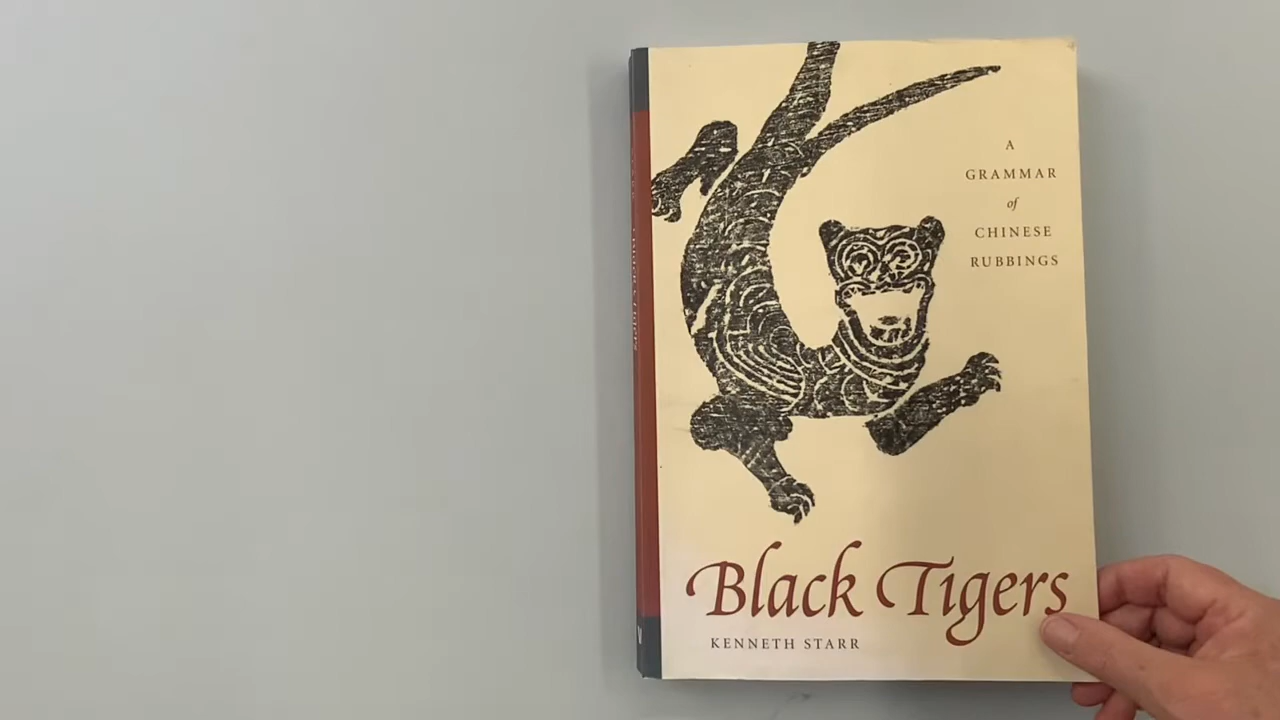 A
GRAMMAR
of
CHINESE
RUBBINGS
Black Tigers
KENNETH STARR